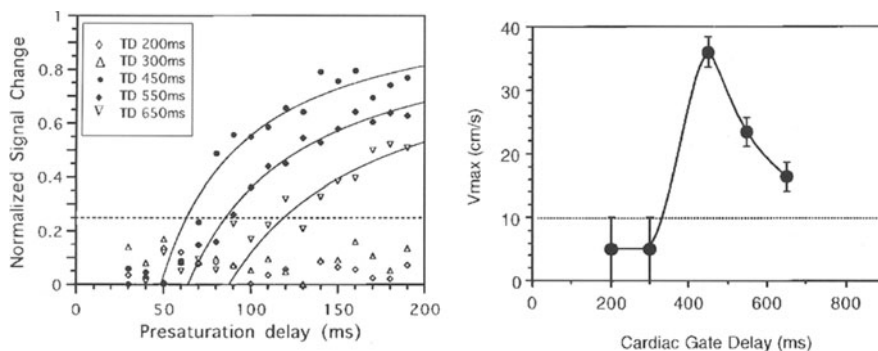 Normalized Signal Change
1
0.8
0.6
0.4
0.2
0
TD 200ms
TD 300ms
TD 450ms
TD 550ms
TD 650ms
0
50
100
150
200
Presaturation delay (ms)
Vmax (cm/s)
40
30
20
10
0
0
200
400
600
800
Cardiac Gate Delay (ms)